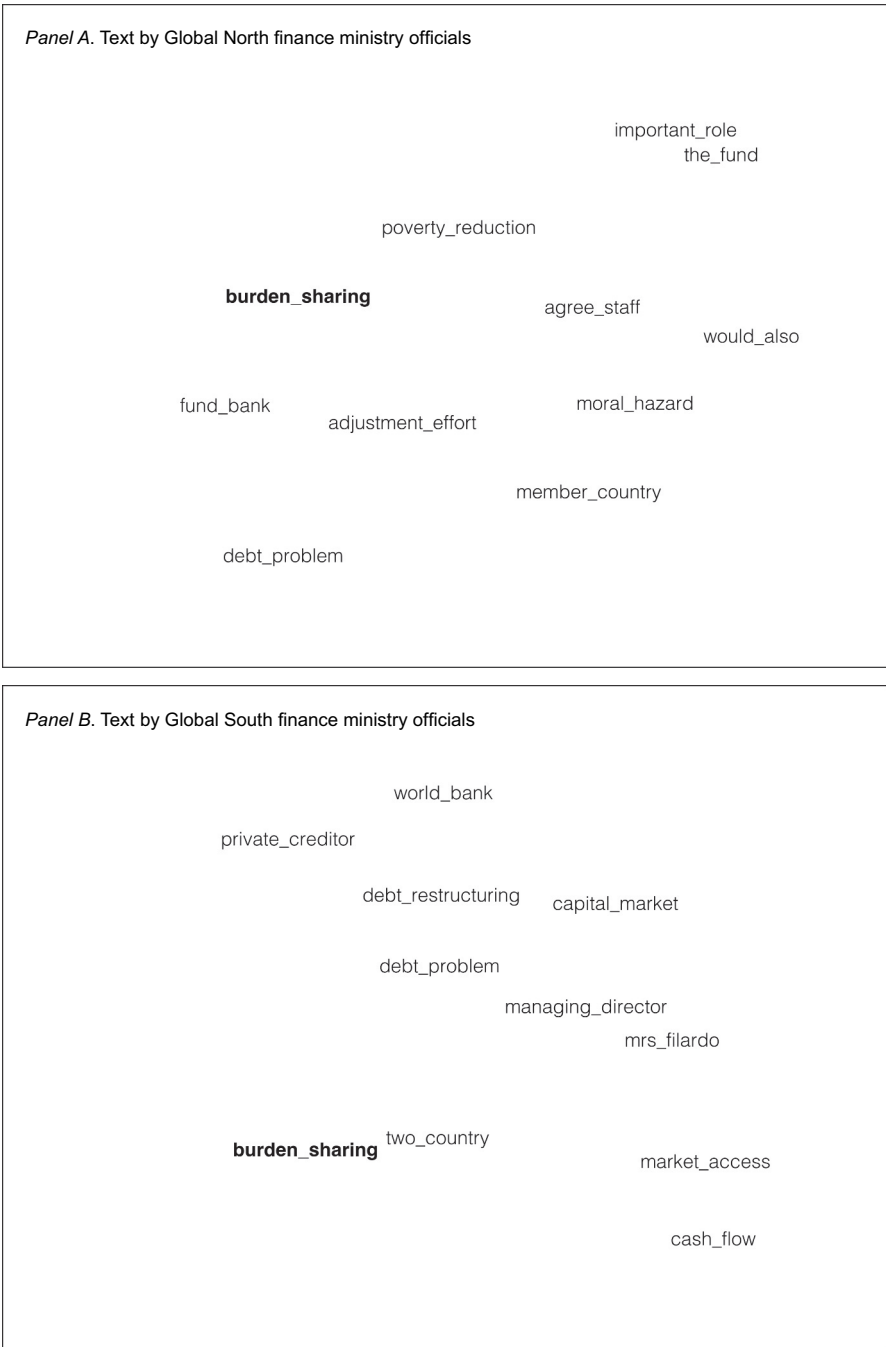 Panel A. Text by Global North finance ministry officials
important_role
the_fund
poverty_reduction
burden_sharing
agree_staff
would_also
moral_hazard
fund_bank
adjustment_effort
member_country
debt_problem
Panel B. Text by Global South finance ministry officials
world_bank
private_creditor
debt_restructuring
capital_market
debt_problem
managing_director
mrs_filardo
two_country
burden_sharing
market_access
cash_flow